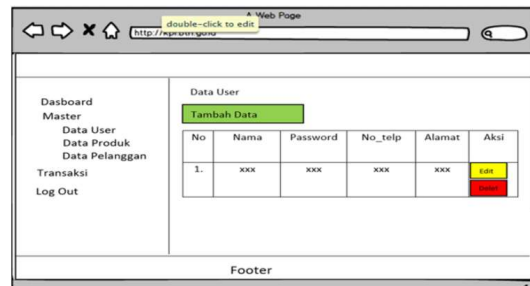 A Web Page
double-click to edit
Data User
Tambah Data
Dasboard
Master
Data User
Data Produk
Data Pelanggan
Transaksi
Log Out
No Nama Password No_telp Alamat Aksi
1. xxx xxx xxx xxx Edit
Delet
Footer